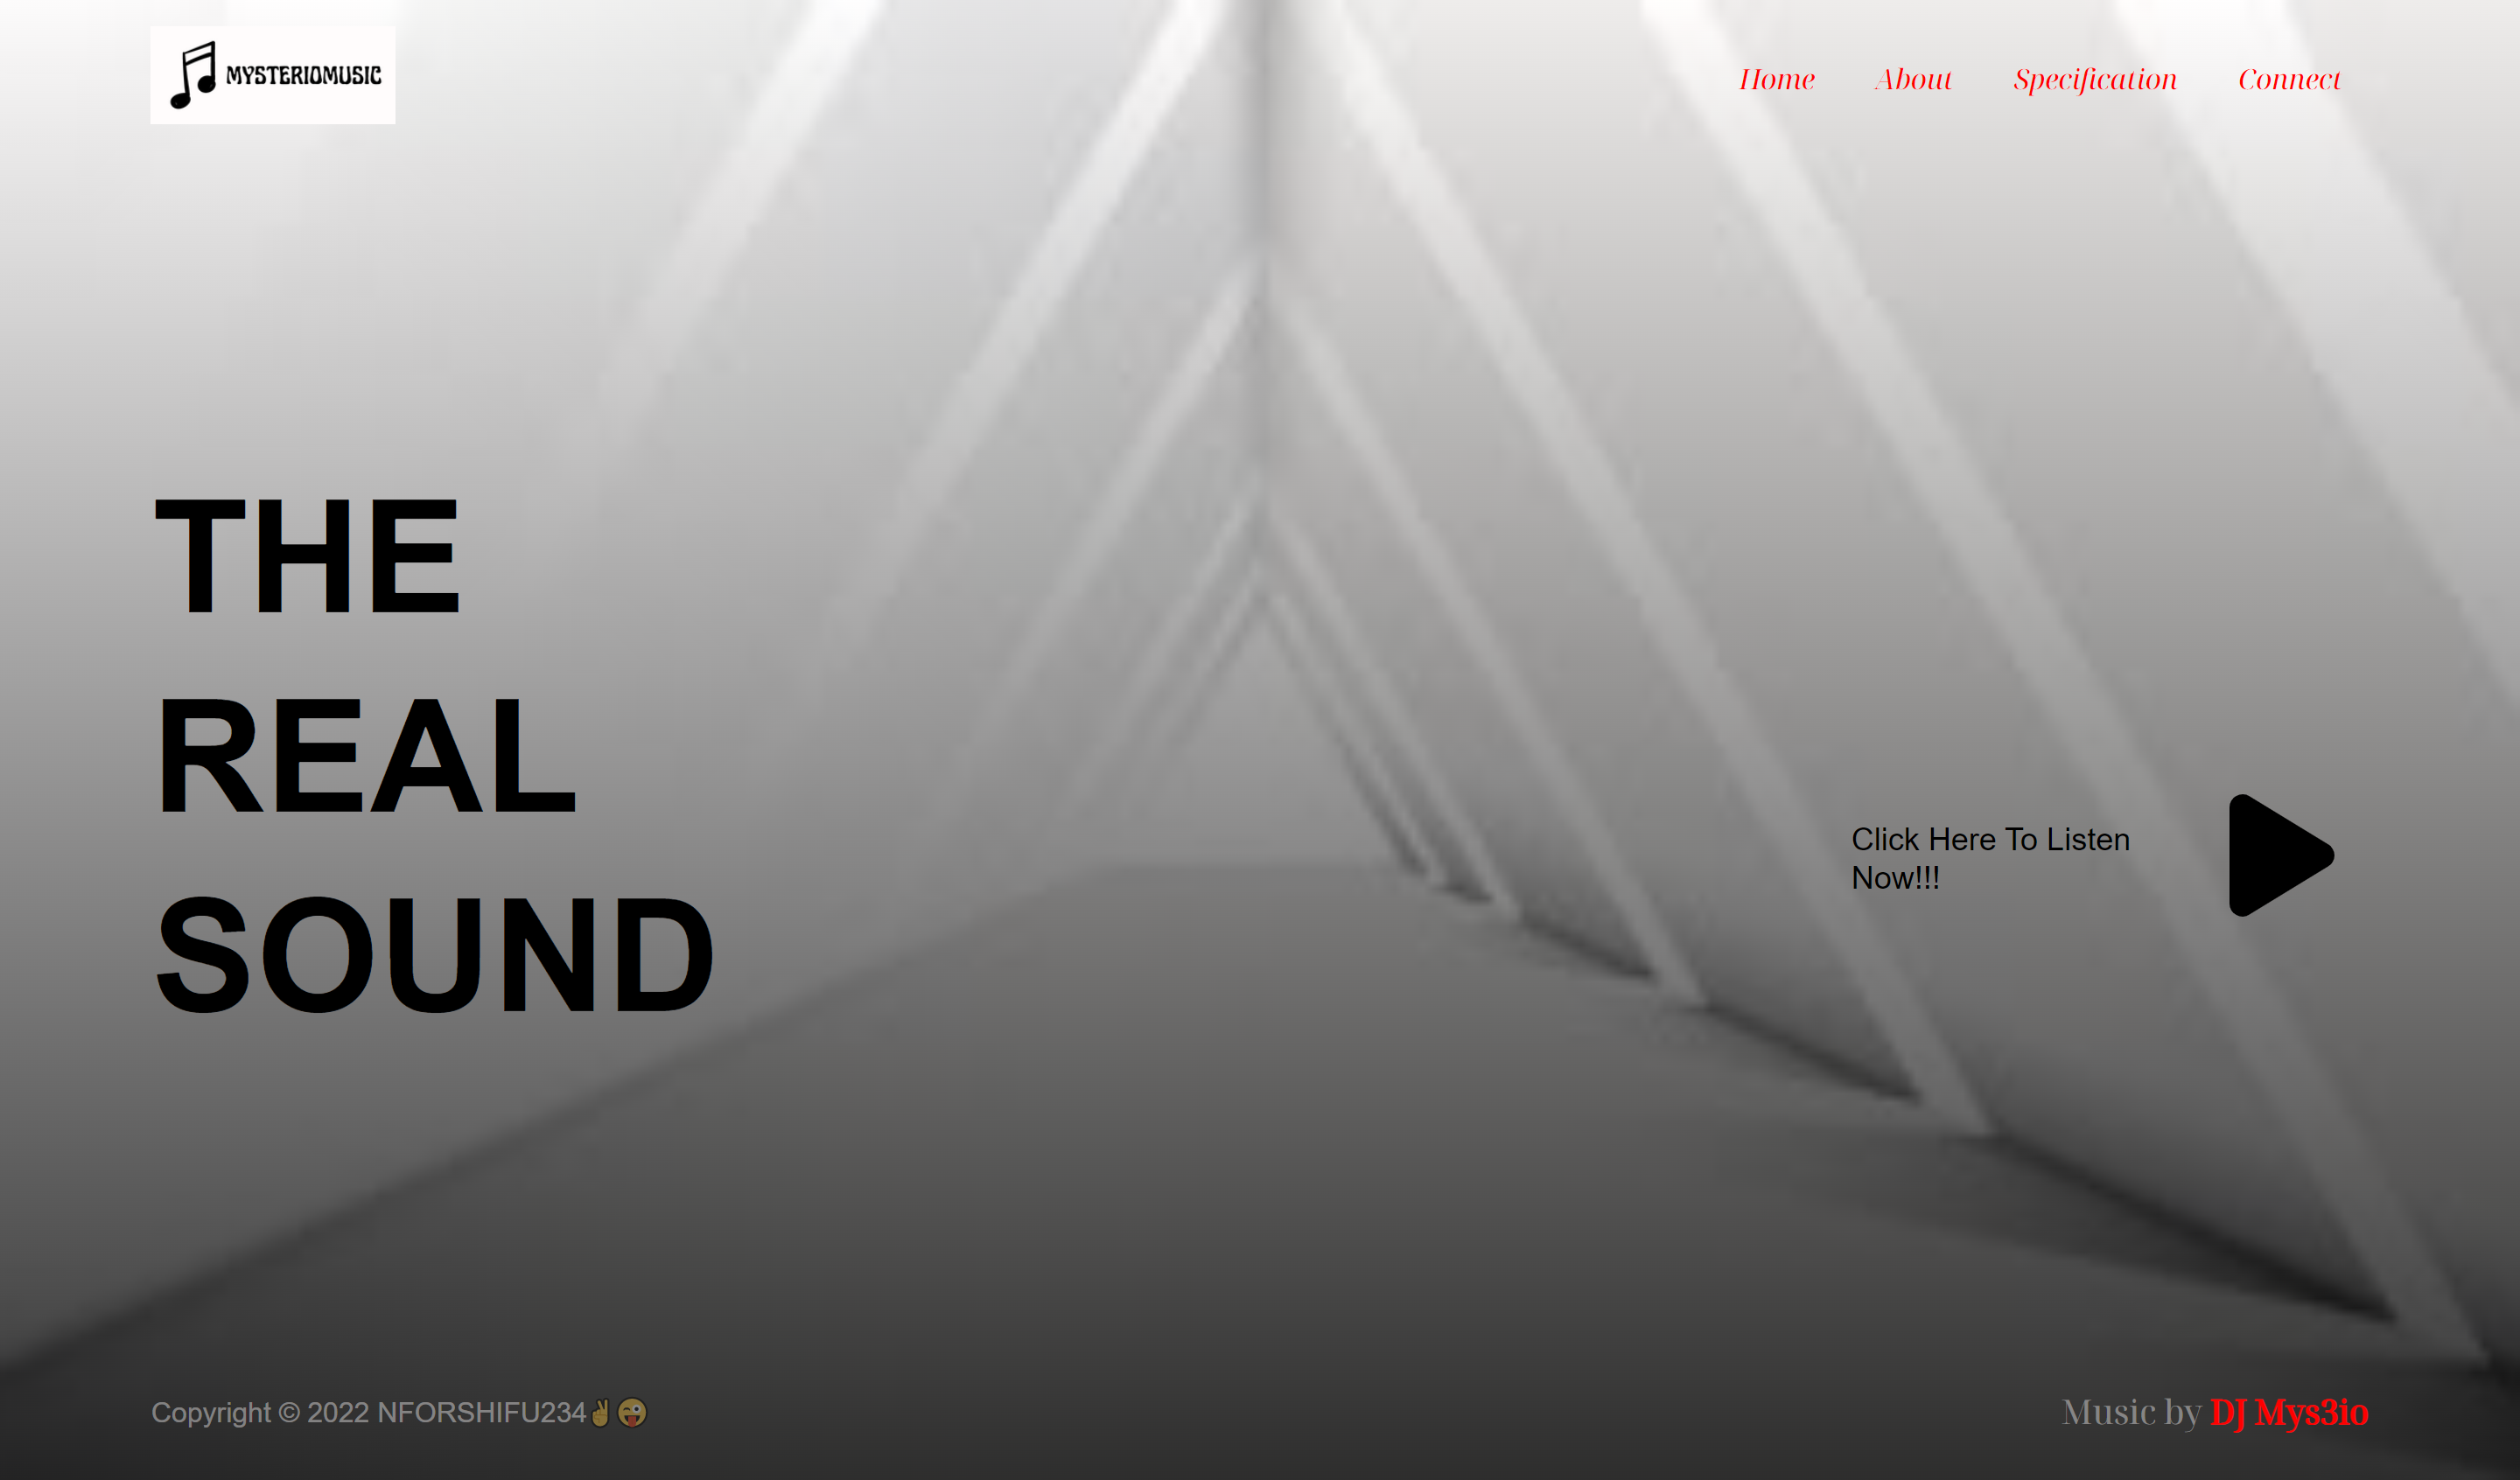 MYSTERIOMUSIC
Home About Specification Connect
THE
REAL
SOUND
Click Here To Listen
Now!!!
Copyright © 2022 NFORSHIFU234✌😜
Music by DJ Mys3io